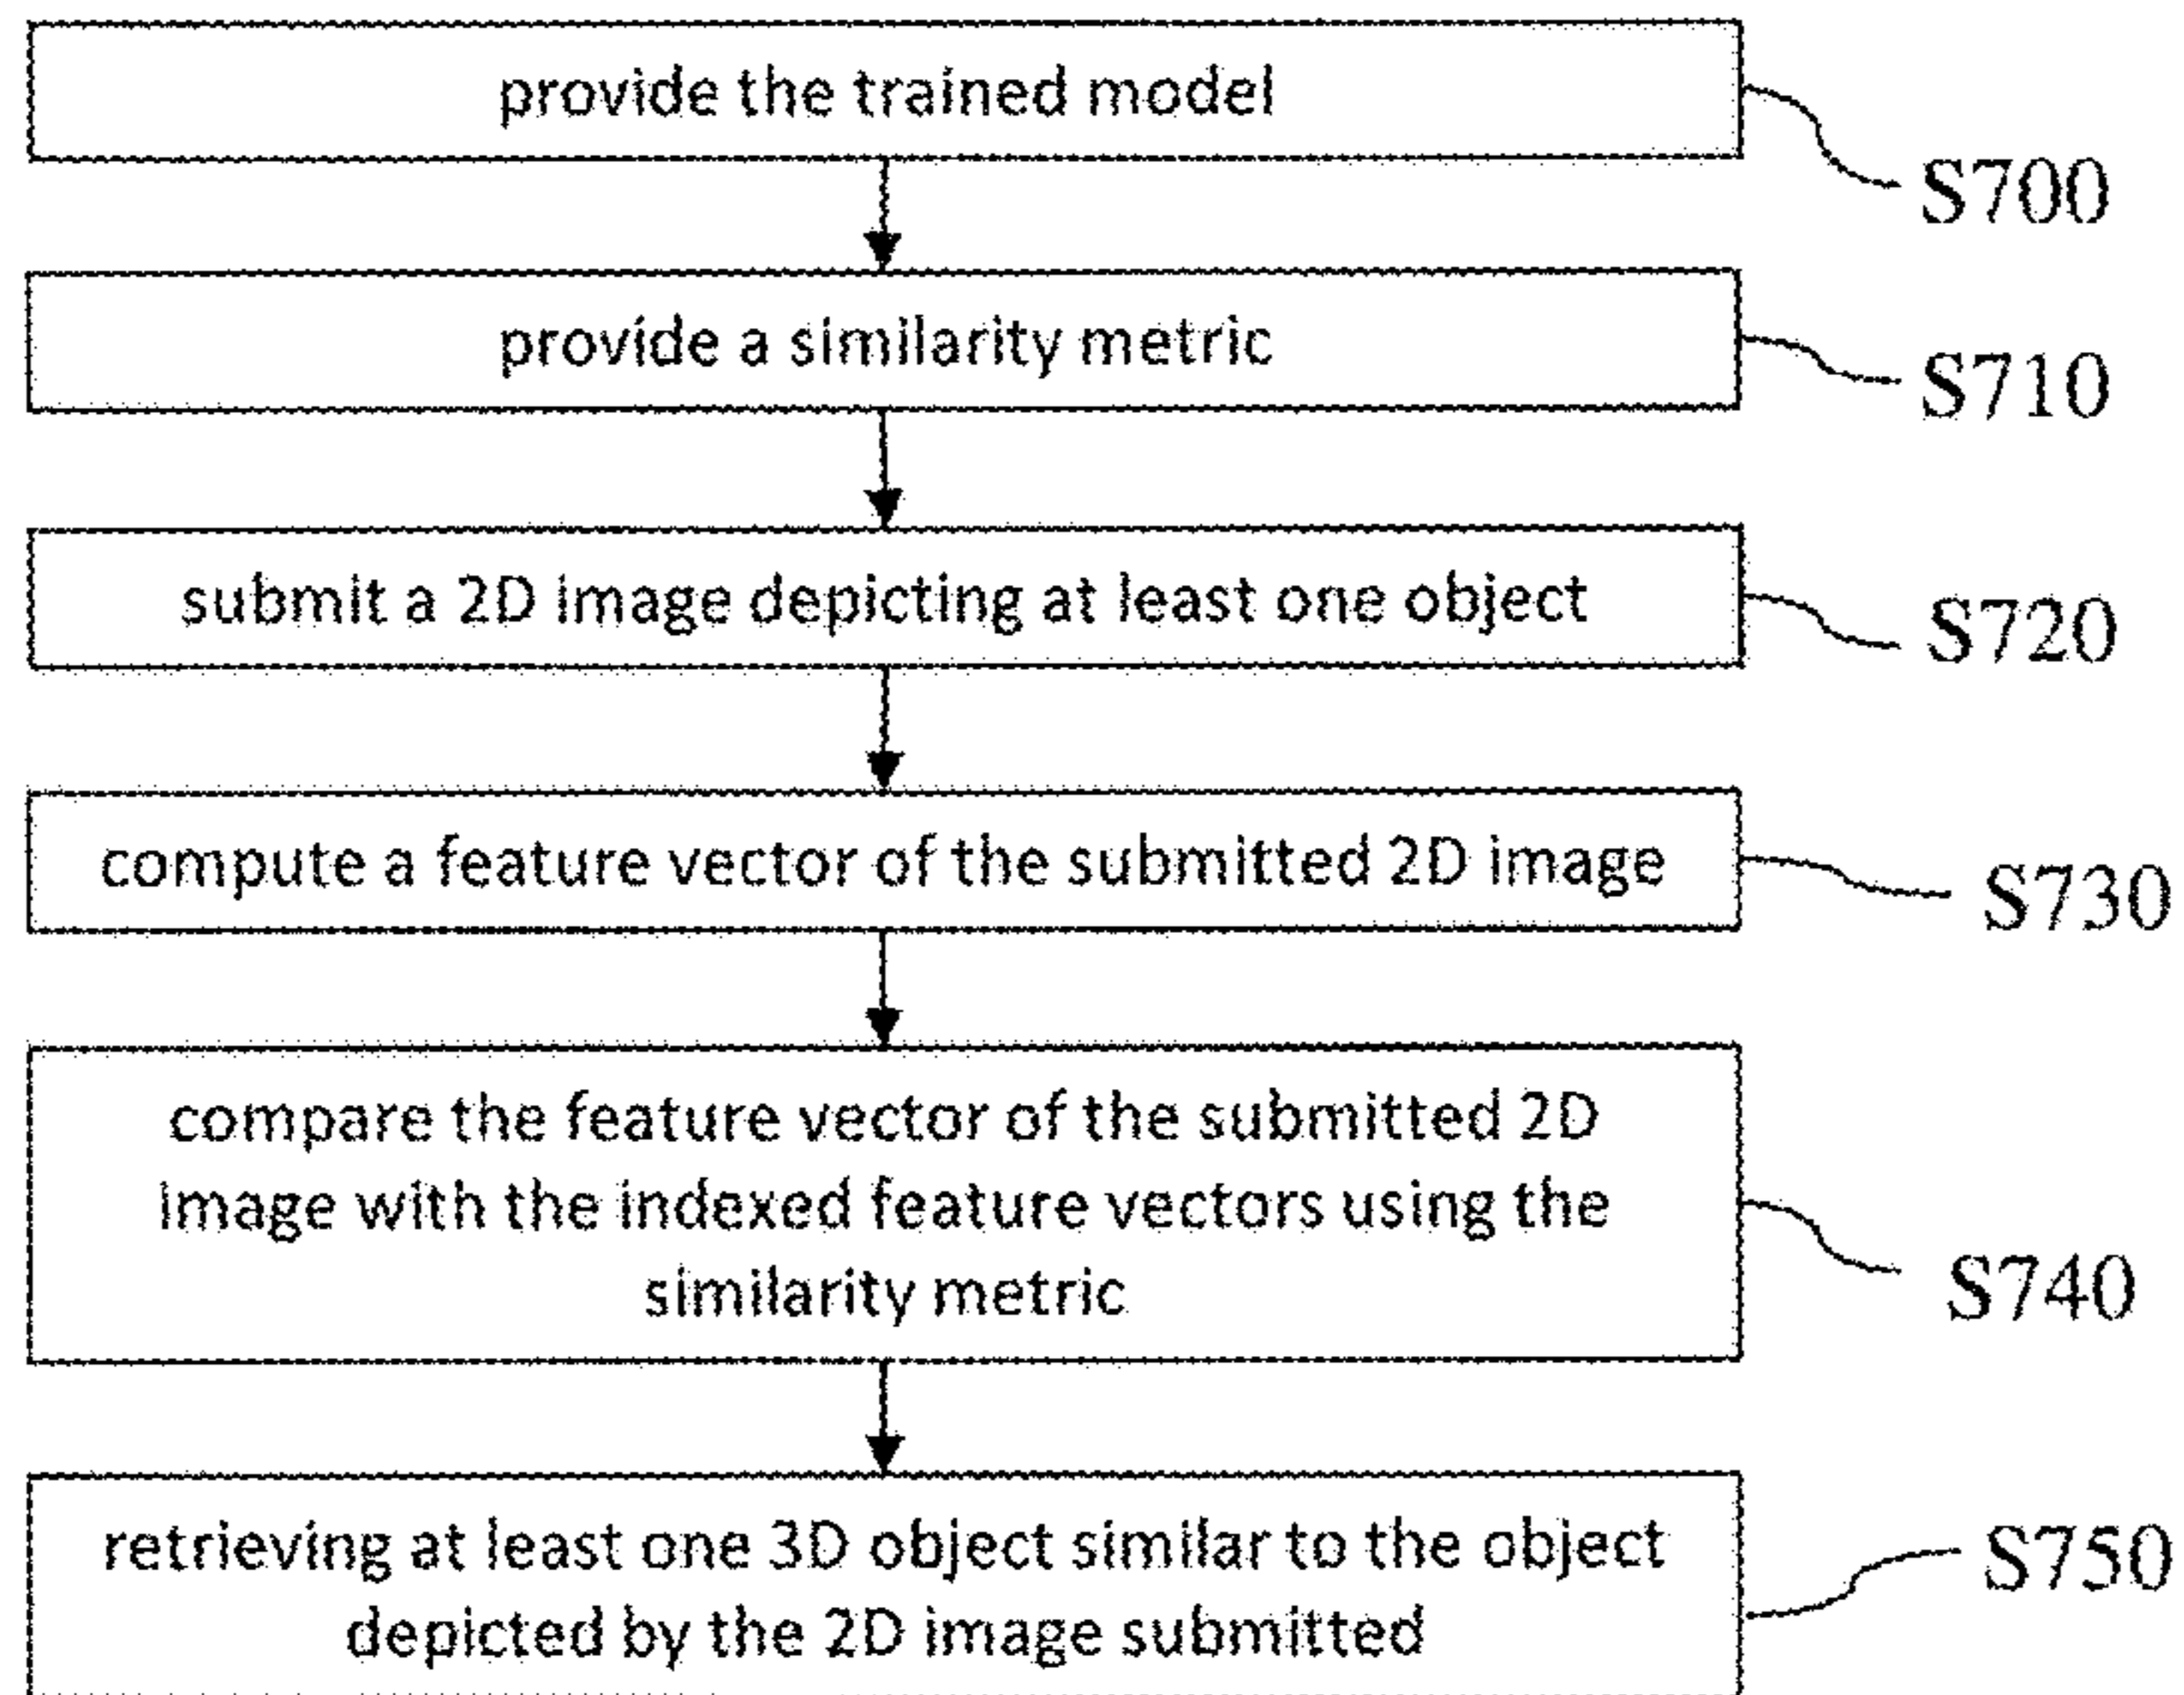 provide the trained model
S700
provide a similarity metric
S710
submit a 2D image depicting at least one object
S720
compute a feature vector of the submitted 2D image
S730
compare the feature vector of the submitted 2D
image with the indexed feature vectors using the
similarity metric
S740
retrieving at least one 3D object similar to the object
depicted by the 2D image submitted
S750